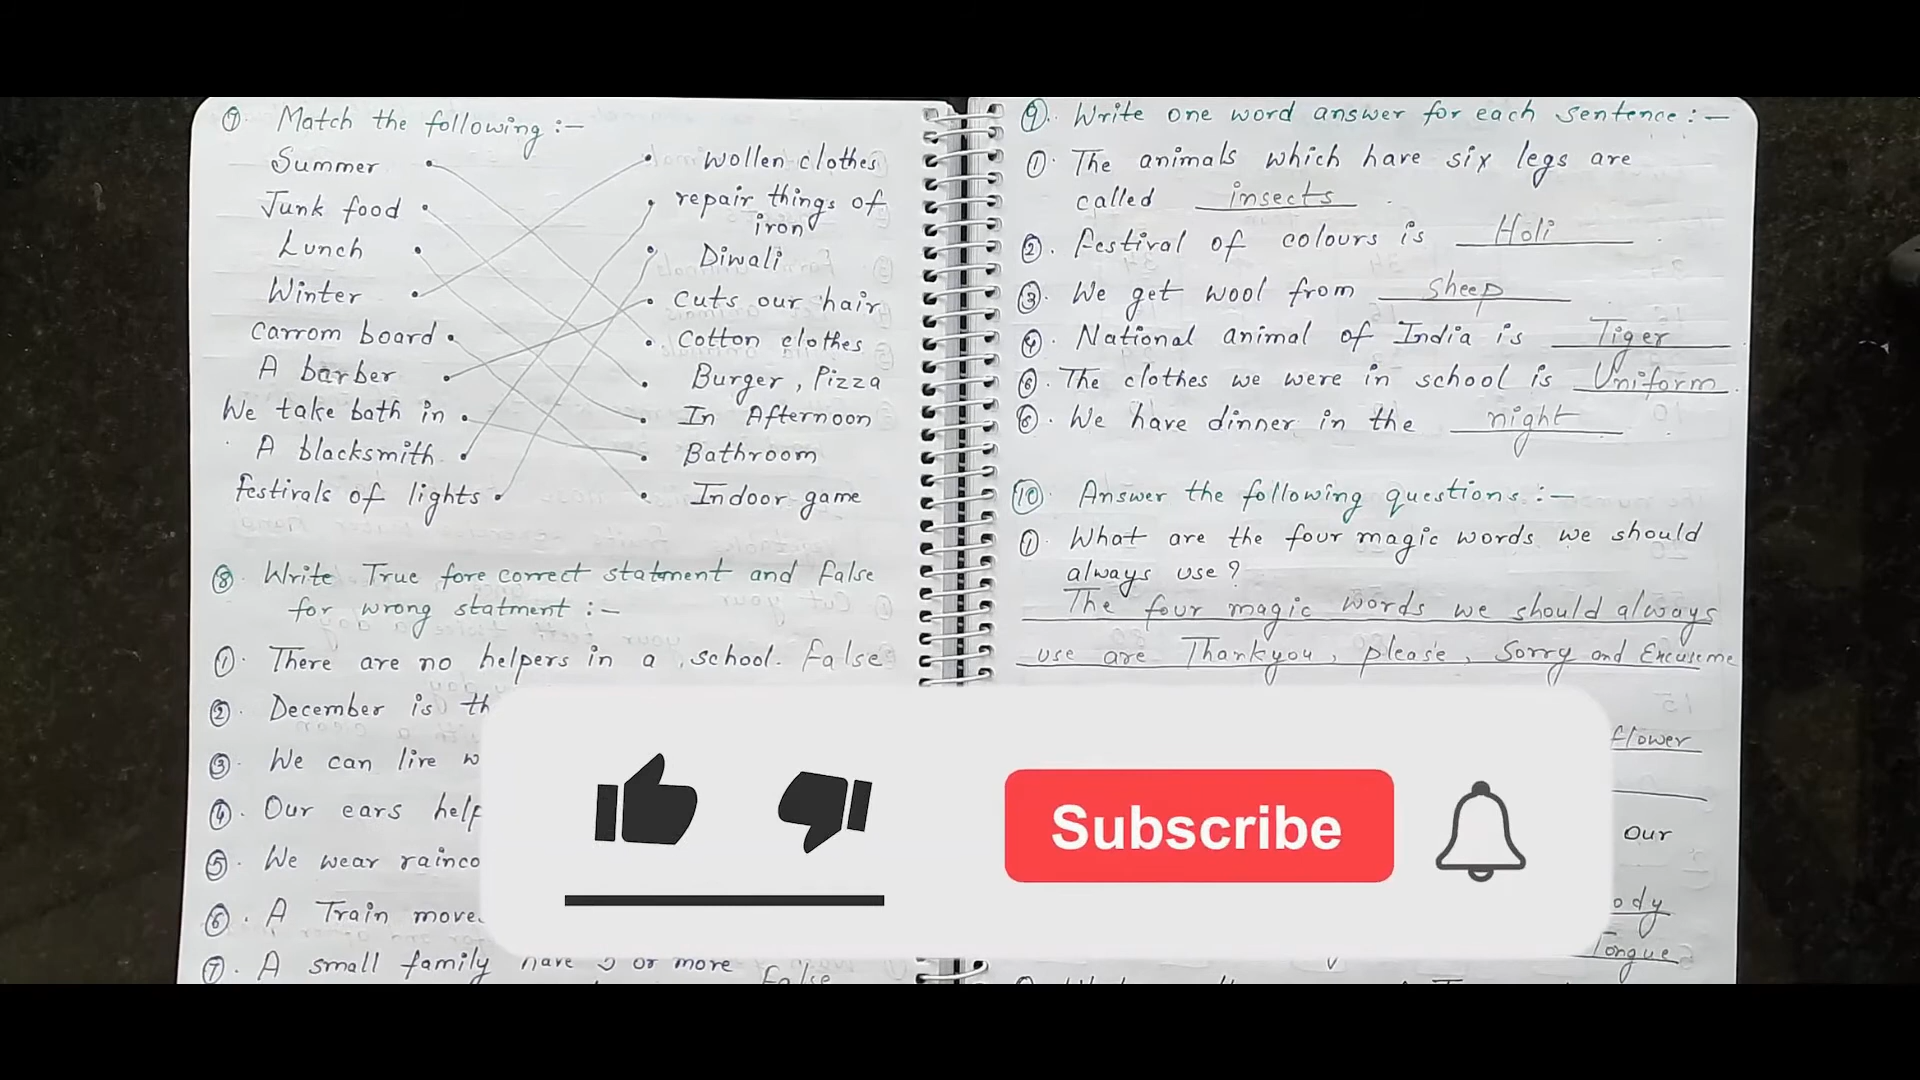 7. Match the following :-
Summer
Junk food
Lunch
Winter
Carrom board
A barber
We take bath in
A blacksmith
festivals of lights
wollen clothes
repair things of
iron
Diwali
Cuts our hair
Cotton clothes
Burger, Pizza
In Afternoon
Bathroom
Indoor game
8. Write True fore correct statment and False
for wrong statment :-
1. There are no helpers in a school. False
2. December is th
3. We can live w
4. Our ears help
5. We wear rainco
6. A Train move
7. A small family have 5 or more False
9. Write one word answer for each sentence :-
1. The animals which have six legs are
called insects.
2. festival of colours is Holi.
3. We get wool from sheep
4. National animal of India is Tiger
6. The clothes we were in school is Uniform.
6. We have dinner in the night.
10. Answer the following questions :-
1. What are the four magic words we should
always use?
The four magic words we should always
use are Thankyou, please, Sorry and Excuseme
flower
our
ody
Tongue
Subscribe